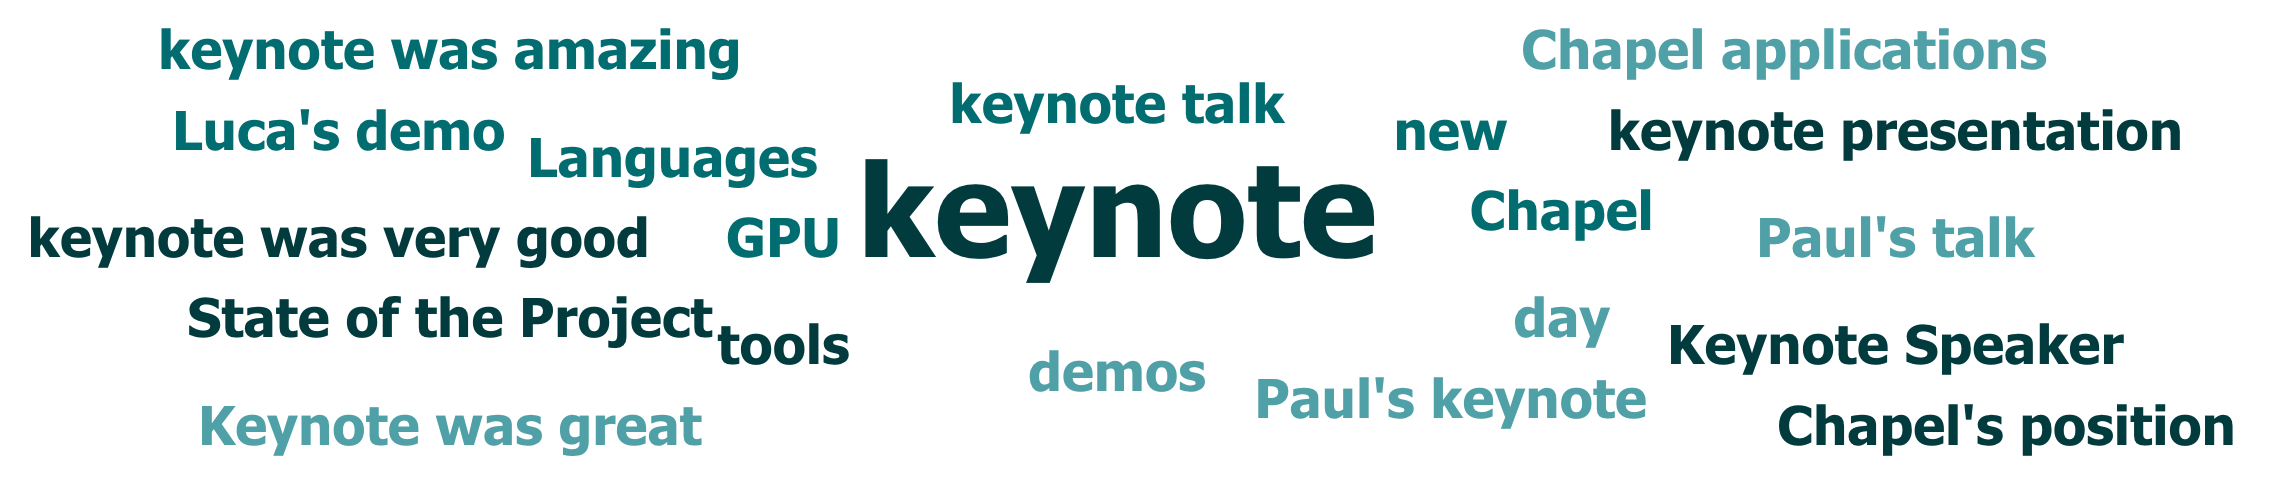 keynote was amazing
Chapel applications
keynote talk
Luca's demo
new
keynote presentation
Languages
keynote
Chapel
keynote was very good
GPU
Paul's talk
State of the Project
day
tools
Keynote Speaker
demos
Paul's keynote
Keynote was great
Chapel's position